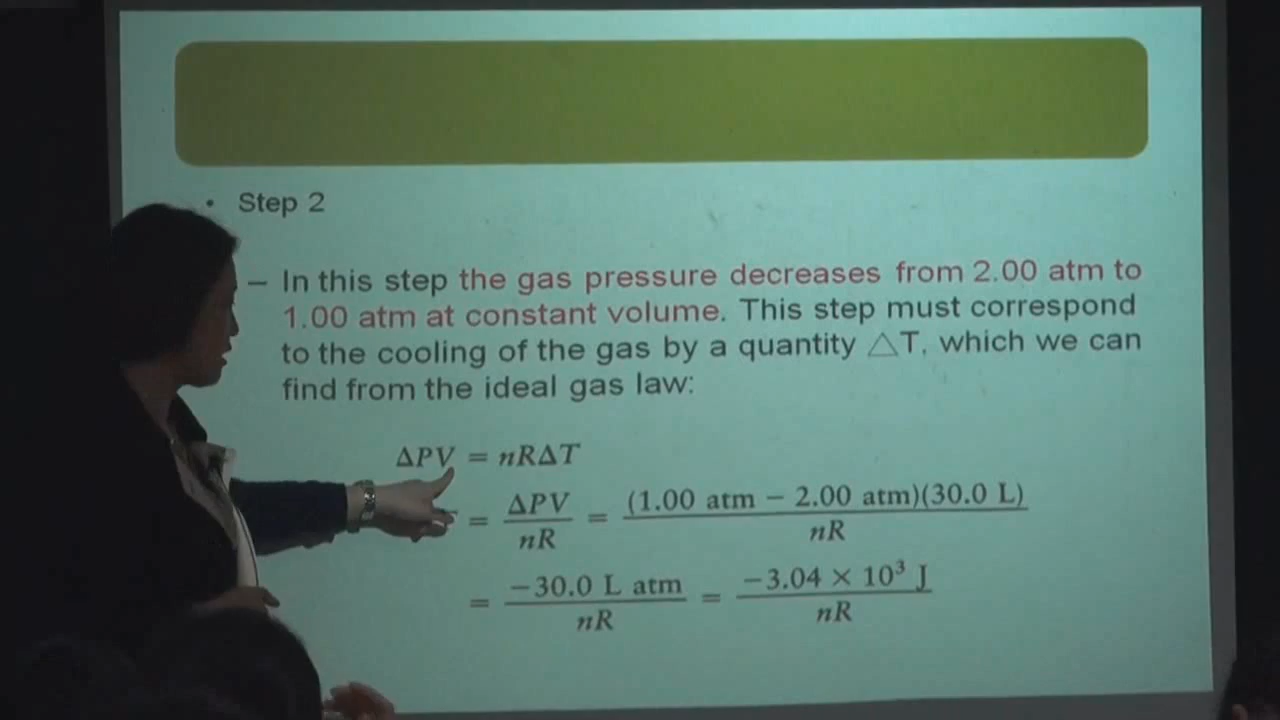 • Step 2
– In this step the gas pressure decreases from 2.00 atm to
1.00 atm at constant volume. This step must correspond
to the cooling of the gas by a quantity △T, which we can
find from the ideal gas law:
ΔPV = nRΔT
= ΔPV / nR = (1.00 atm − 2.00 atm)(30.0 L) / nR
= −30.0 L atm / nR = −3.04 × 10³ J / nR